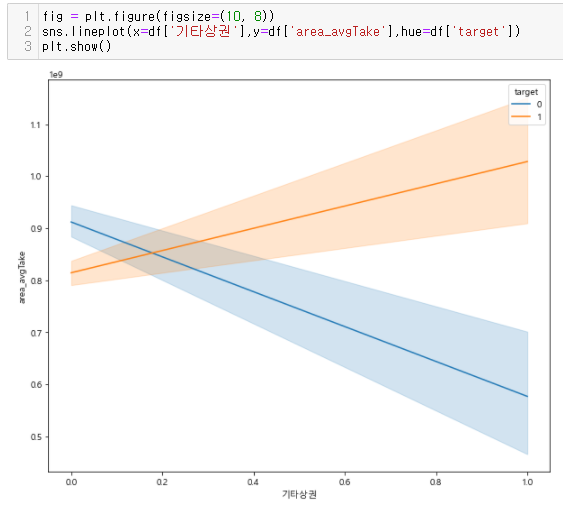 1 fig = plt.figure(figsize=(10, 8))
2 sns.lineplot(x=df['기타상권'],y=df['area_avgTake'],hue=df['target'])
3 plt.show()
1e9
target
0
1
1.1
1.0
0.9
0.8
0.7
0.6
0.5
area_avgTake
0.0 0.2 0.4 0.6 0.8 1.0
기타상권